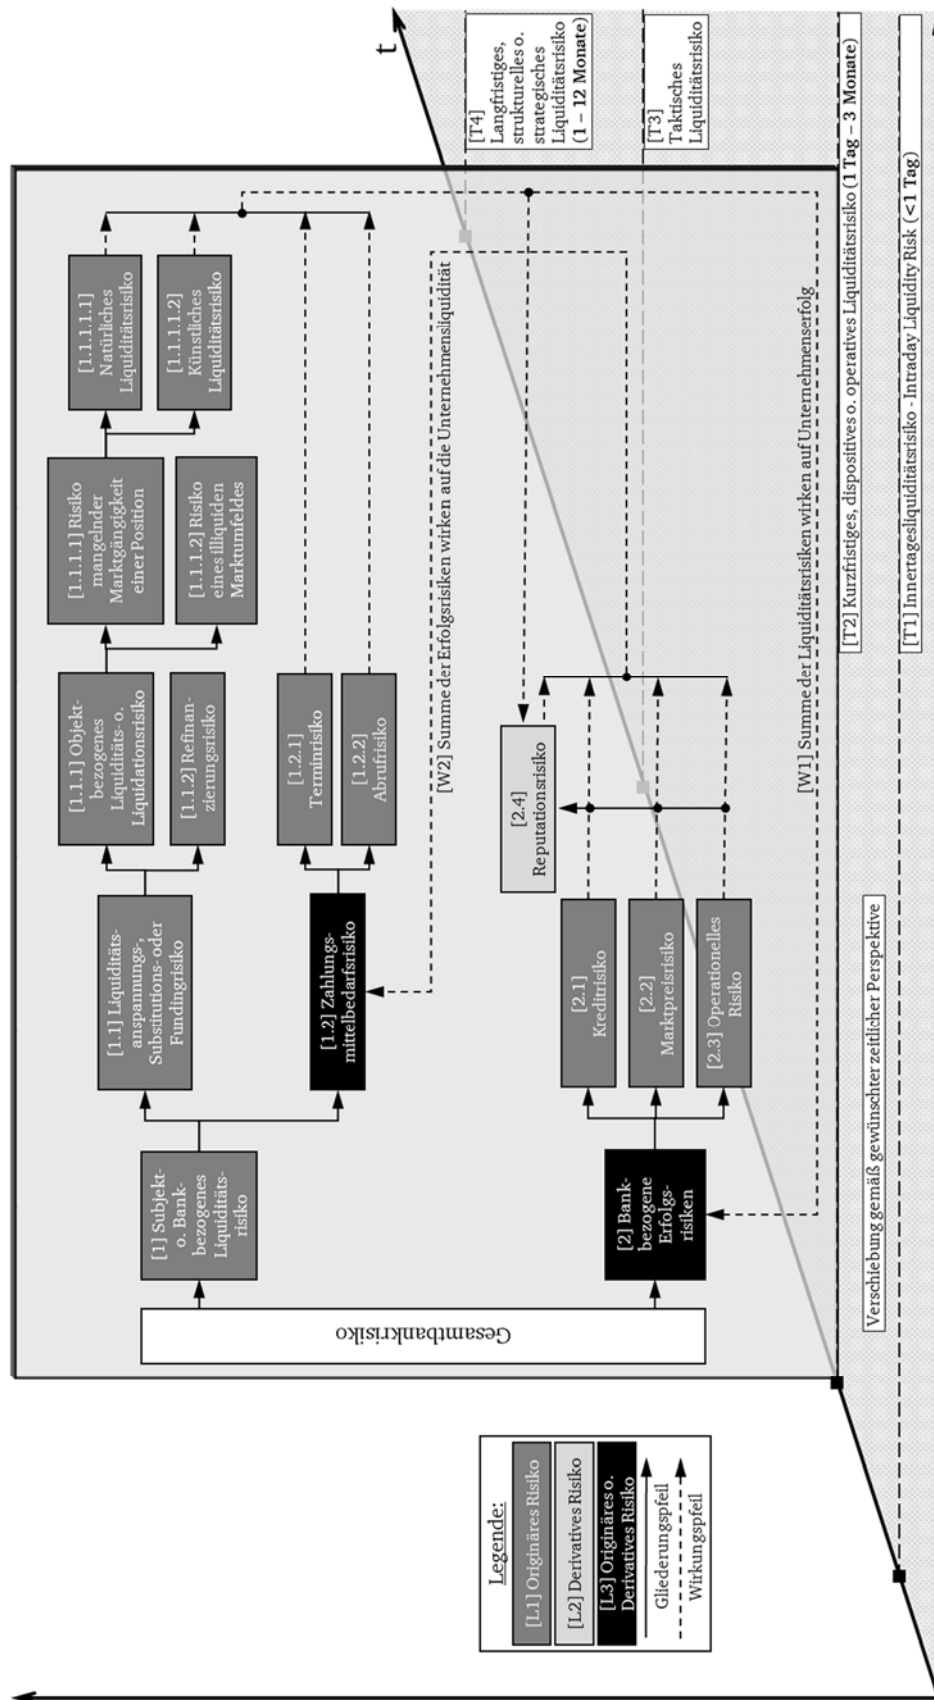 Gesamtbankrisiko
[1] Subjekt-
o. Bank-
bezogenes
Liquiditäts-
risiko
[1.1] Liquiditäts-
anspannungs-,
Substitutions- oder
Fundingrisiko
[1.1.1] Objekt-
bezogenes
Liquiditäts- o.
Liquidationsrisiko
[1.1.1.1] Risiko
mangelnder
Marktgängigkeit
einer Position
[1.1.1.1.1]
Natürliches
Liquiditätsrisiko
[1.1.1.1.2]
Künstliches
Liquiditätsrisiko
[1.1.1.2] Risiko
eines illiquiden
Marktumfeldes
[1.1.2] Refinan-
zierungsrisiko
[1.2] Zahlungs-
mittelbedarfsrisiko
[1.2.1]
Terminrisiko
[1.2.2]
Abrufrisiko
[W2] Summe der Erfolgsrisiken wirken auf die Unternehmensliquidität
[2] Bank-
bezogene
Erfolgs-
risiken
[2.1]
Kreditrisiko
[2.2]
Marktpreisrisiko
[2.3] Operationelles
Risiko
[2.4]
Reputationsrisiko
[W1] Summe der Liquiditätsrisiken wirkauf Unternehmenserfolg
t
[T4]
Langfristiges,
strukturelles o.
strategisches
Liquiditätsrisiko
(1 – 12 Monate)
[T3]
Taktisches
Liquiditätsrisiko
[T2] Kurzfristiges, dispositives o. operatives Liquiditätsrisiko (1 Tag – 3 Monate)
Verschiebung gemäß gewünschter zeitlicher Perspektive
[T1] Innertagesliquiditätsrisiko - Intraday Liquidity Risk (<1 Tag)
Legende:
[L1] Originäres Risiko
[L2] Derivatives Risiko
[L3] Originäres o.
Derivatives Risiko
Gliederungspfeil
Wirkungspfeil